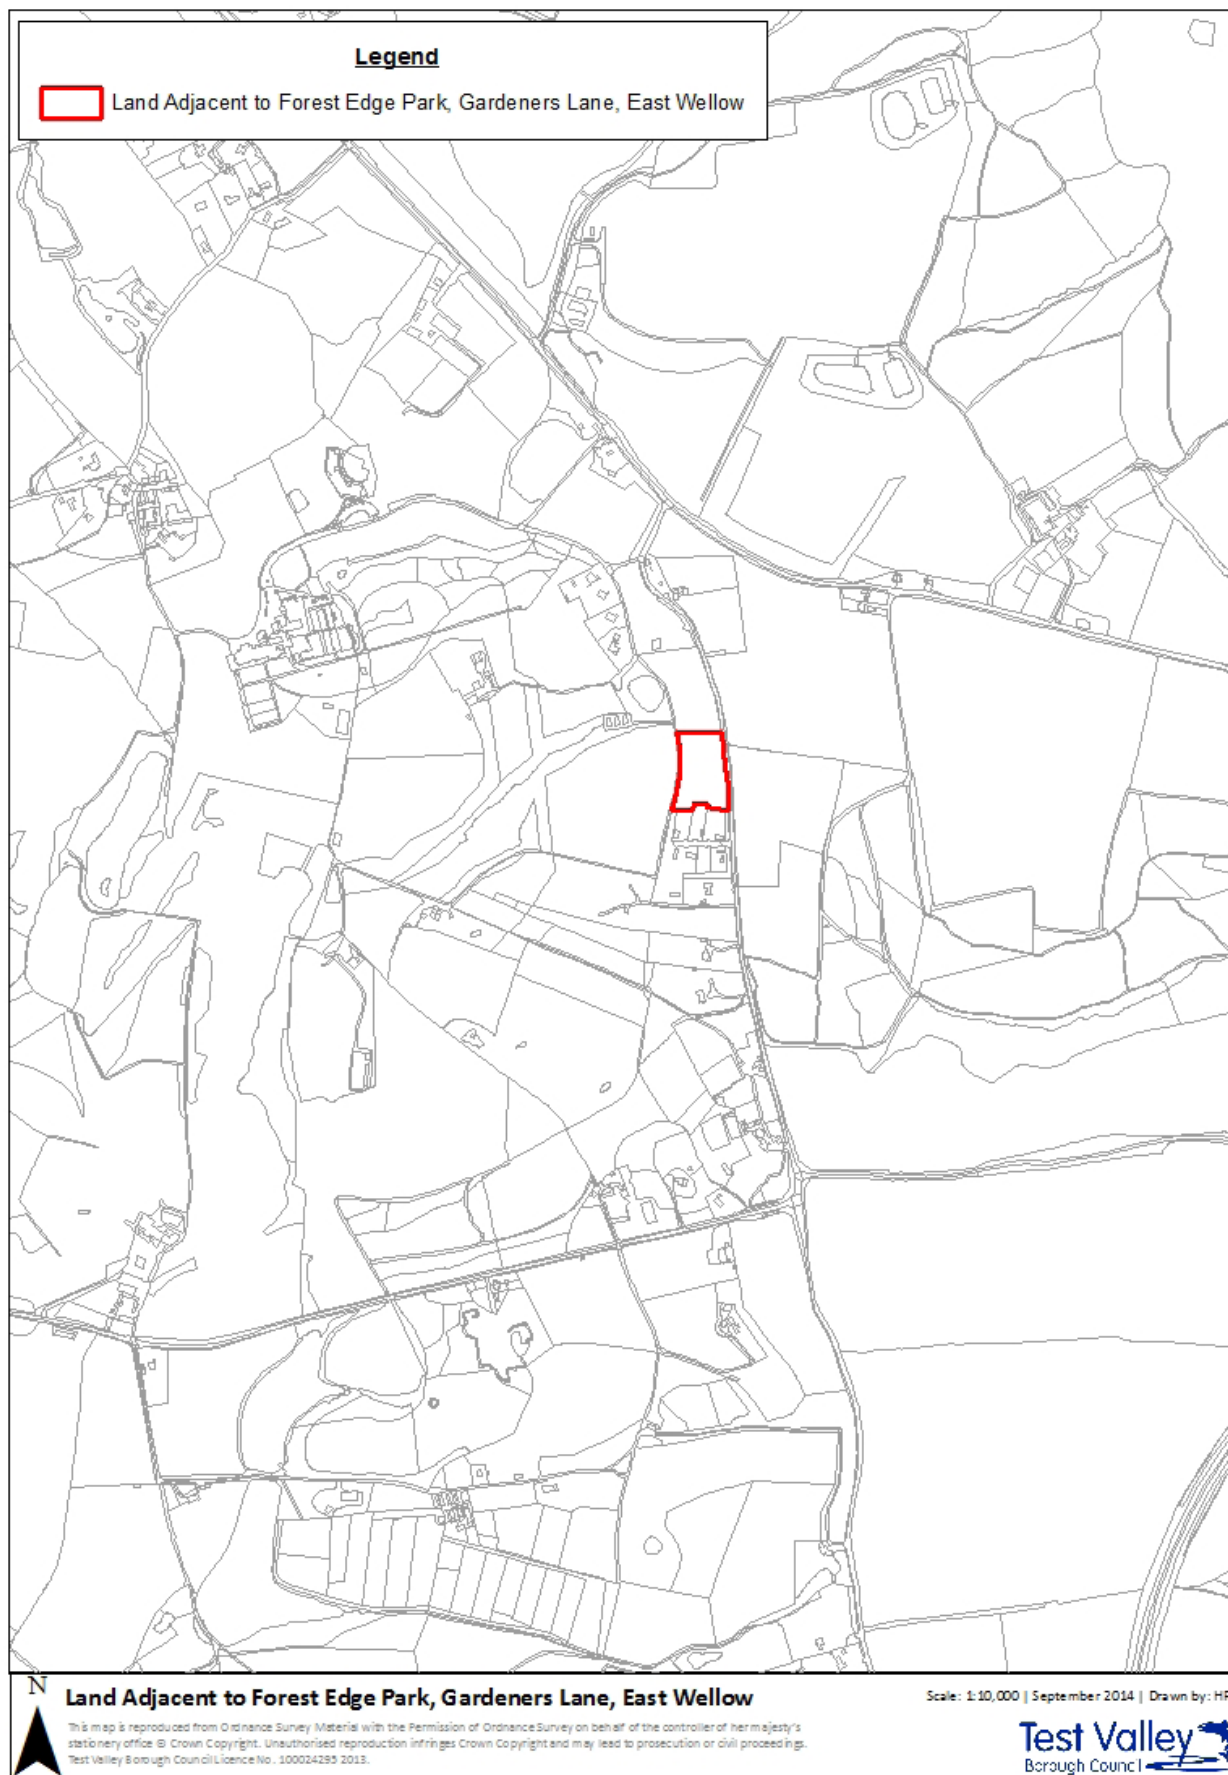 Legend
Land Adjacent to Forest Edge Park, Gardeners Lane, East Wellow
N
Land Adjacent to Forest Edge Park, Gardeners Lane, East Wellow
Scale: 1:10,000 | September 2014 | Drawn by:
This map is reproduced from Ordnance Survey Material with the Permission of Ordnance Survey on behalf of the controller of her majesty's
stationery office © Crown Copyright. Unauthorised reproduction infringes Crown Copyright and may lead to prosecution or civil proceedings.
Test Valley Borough Council Licence No. 100024295 2013.
Test Valley
Borough Council